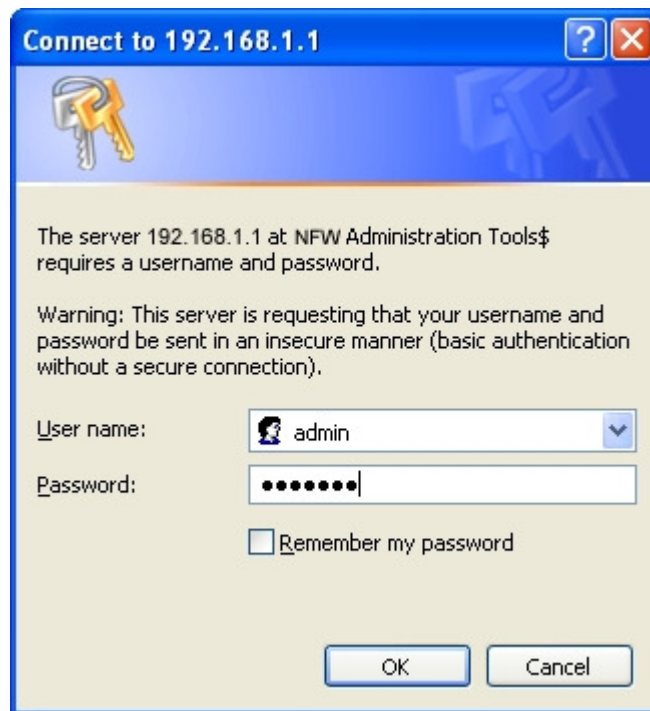 Connect to 192.168.1.1
The server 192.168.1.1 at NFW Administration Tools$
requires a username and password.
Warning: This server is requesting that your username and
password be sent in an insecure manner (basic authentication
without a secure connection).
User name:
admin
Password:
•••••••
Remember my password
OK
Cancel